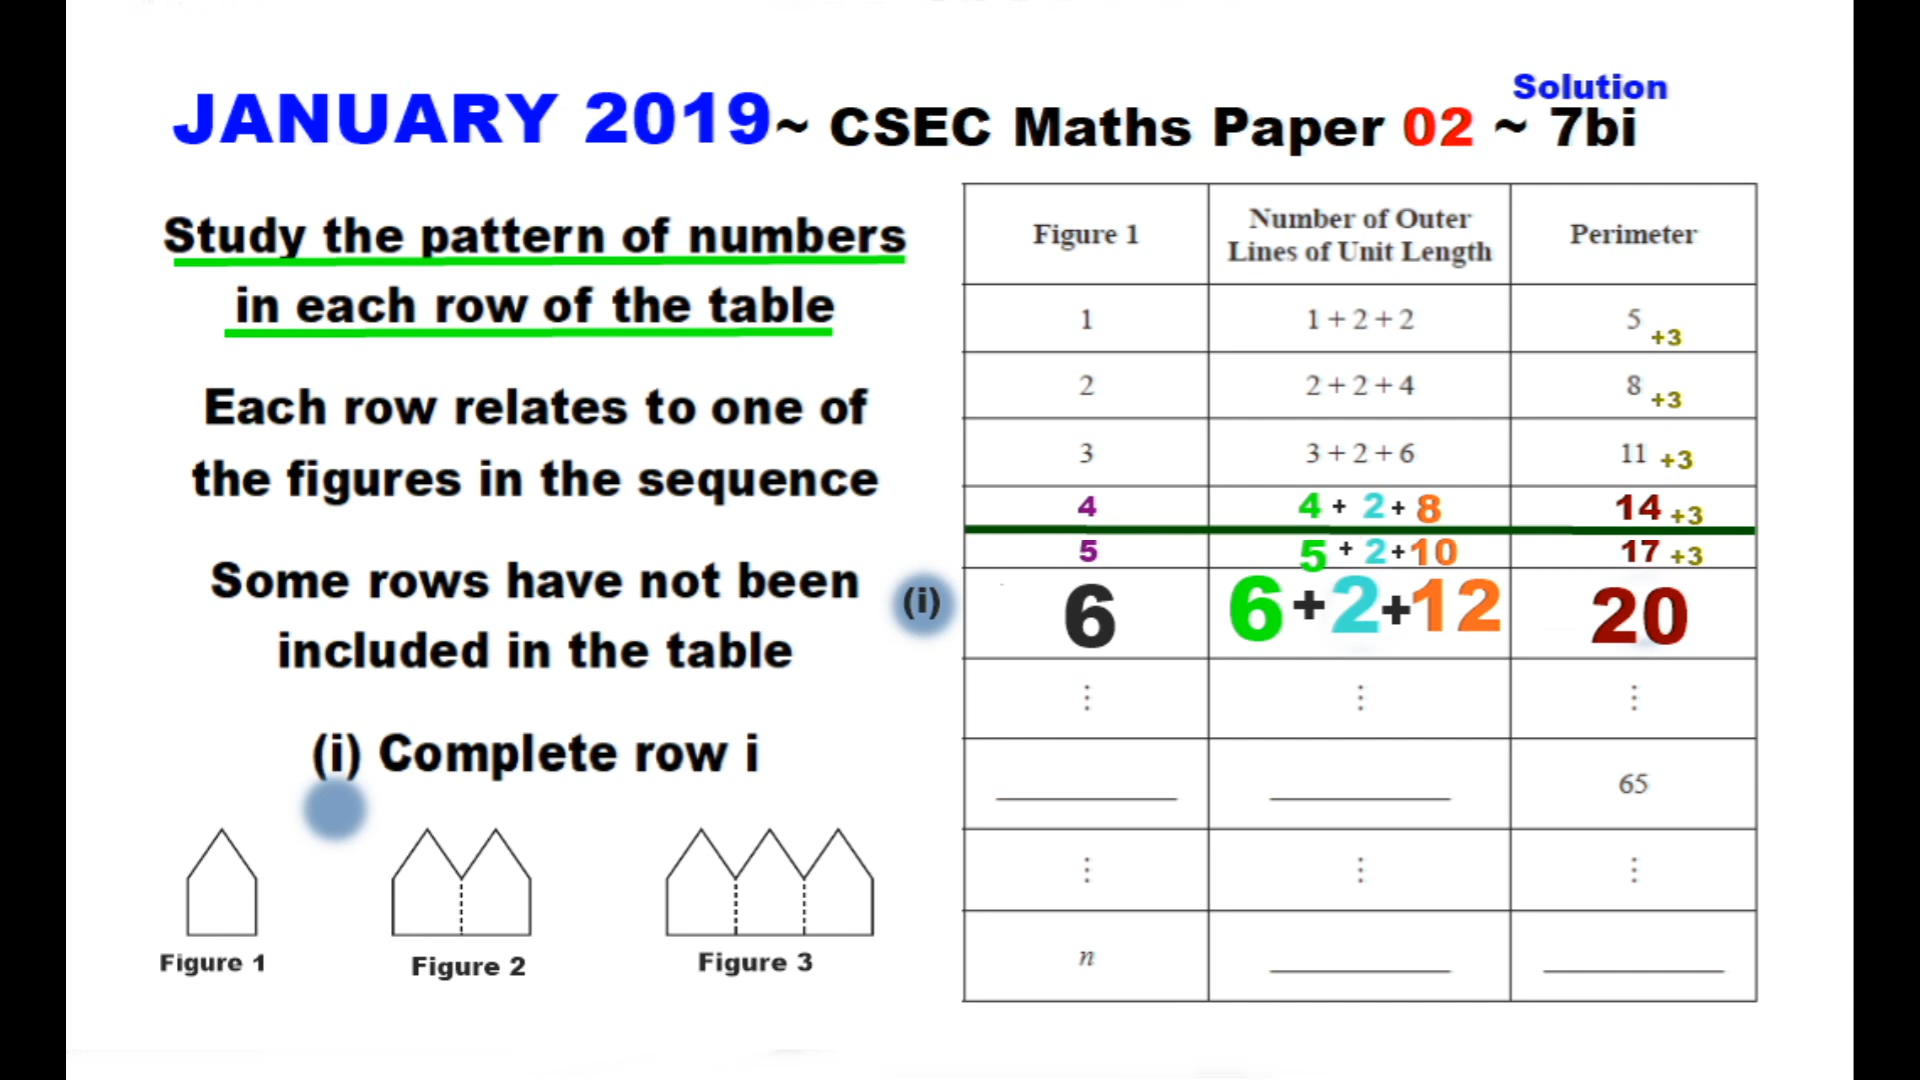 Solution
JANUARY 2019~ CSEC Maths Paper 02 ~ 7bi
Study the pattern of numbers
in each row of the table
Each row relates to one of
the figures in the sequence
Some rows have not been
included in the table
(i) Complete row i
Figure 1
Figure 2
Figure 3
Figure 1 Number of Outer Lines of Unit Length Perimeter
1 1 + 2 + 2 5 +3
2 2 + 2 + 4 8 +3
3 3 + 2 + 6 11 +3
4 4 + 2 + 8 14 +3
5 5 + 2 + 10 17 +3
(i) 6 6 + 2 + 12 20
⋮ ⋮ ⋮
65
⋮ ⋮ ⋮
n